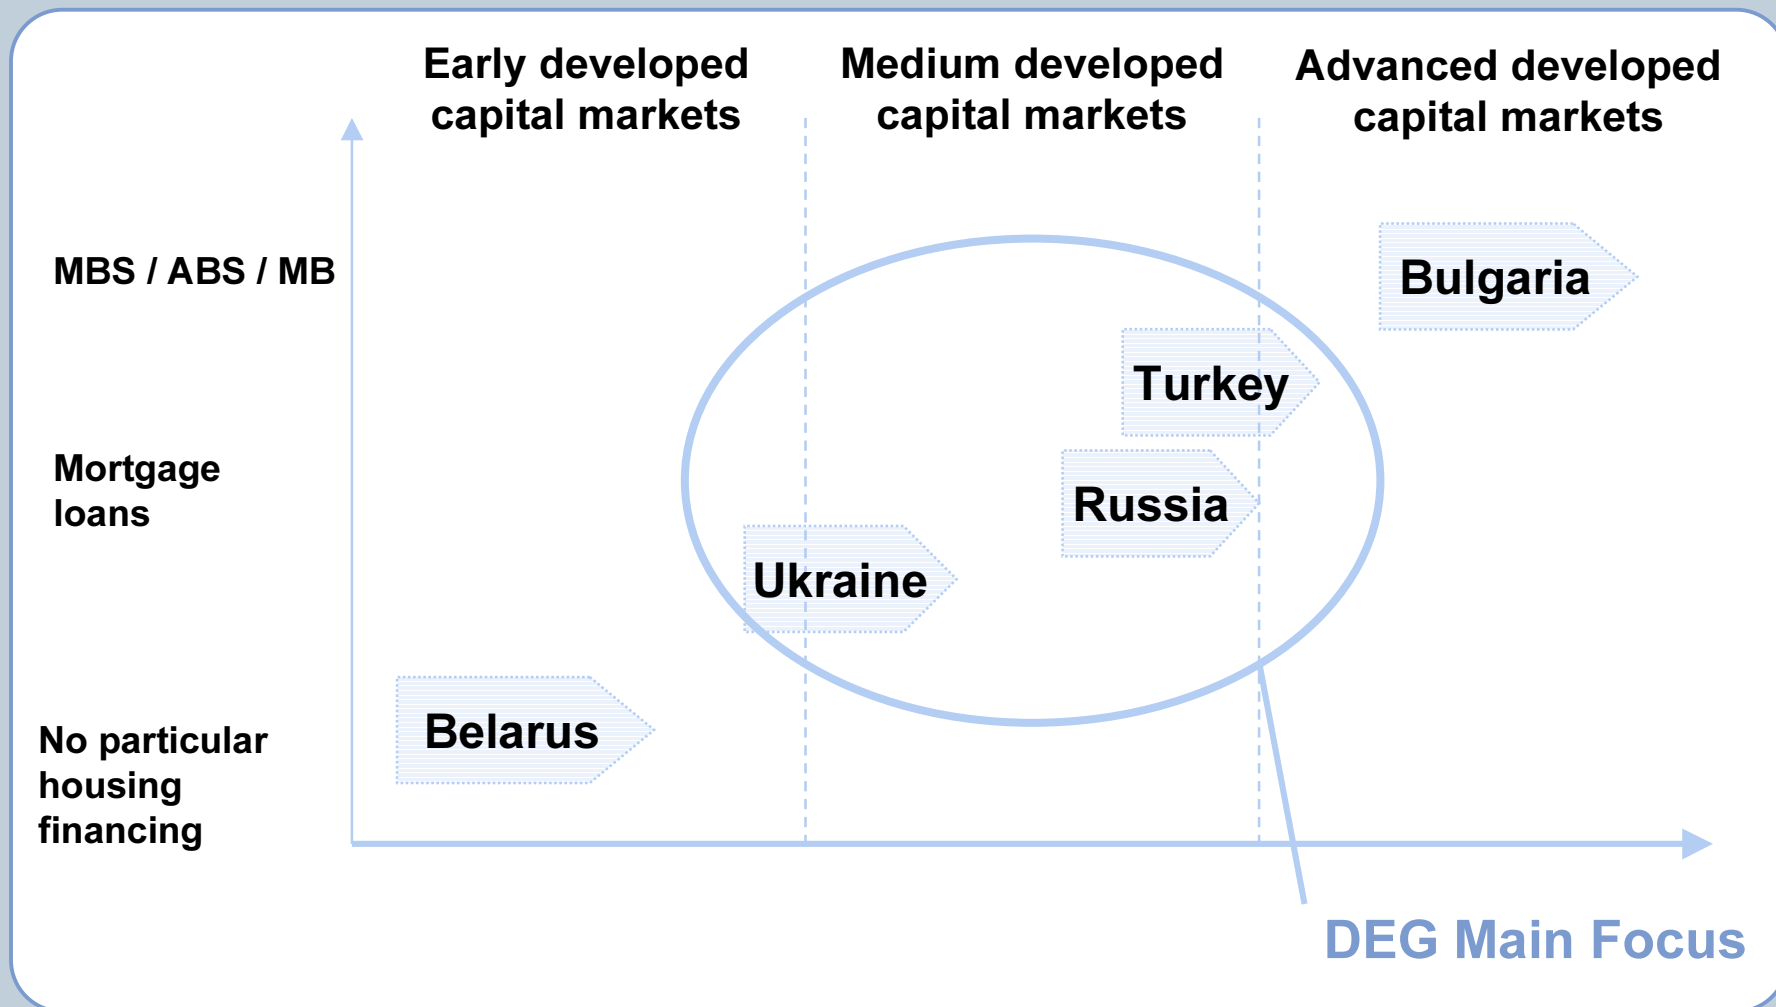 Early developed
capital markets
Medium developed
capital markets
Advanced developed
capital markets
MBS / ABS / MB
Bulgaria
Turkey
Mortgage
loans
Russia
Ukraine
Belarus
No particular
housing
financing
DEG Main Focus